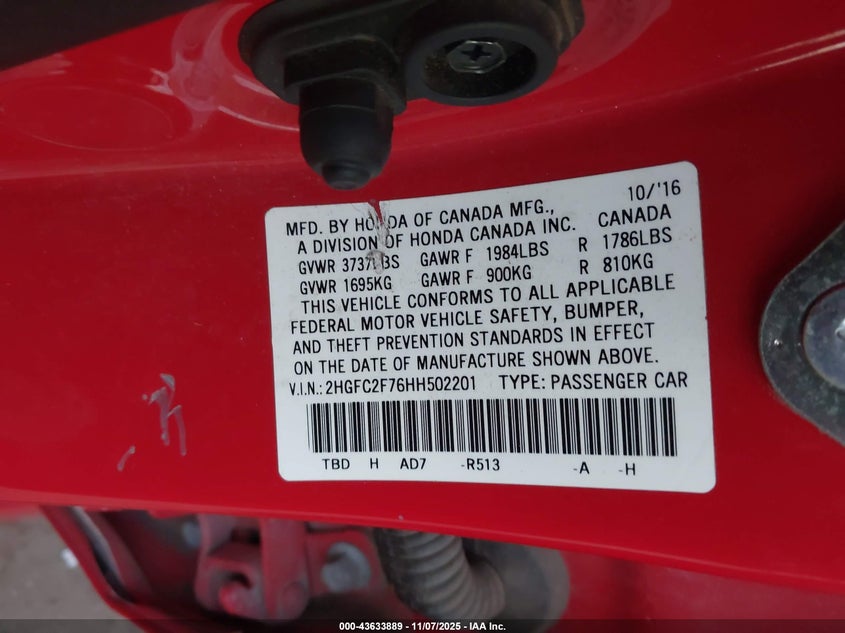 10/'16
MFD. BY HONDA OF CANADA MFG., CANADA
A DIVISION OF HONDA CANADA INC.
GVWR 3737LBS GAWR F 1984LBS R 1786LBS
GVWR 1695KG GAWR F 900KG R 810KG
THIS VEHICLE CONFORMS TO ALL APPLICABLE
FEDERAL MOTOR VEHICLE SAFETY, BUMPER,
AND THEFT PREVENTION STANDARDS IN EFFECT
ON THE DATE OF MANUFACTURE SHOWN ABOVE.
V.I.N.: 2HGFC2F76HH502201 TYPE: PASSENGER CAR
TBD H AD7 -R513 -A -H
000-43633889 - 11/07/2025 - IAA Inc.